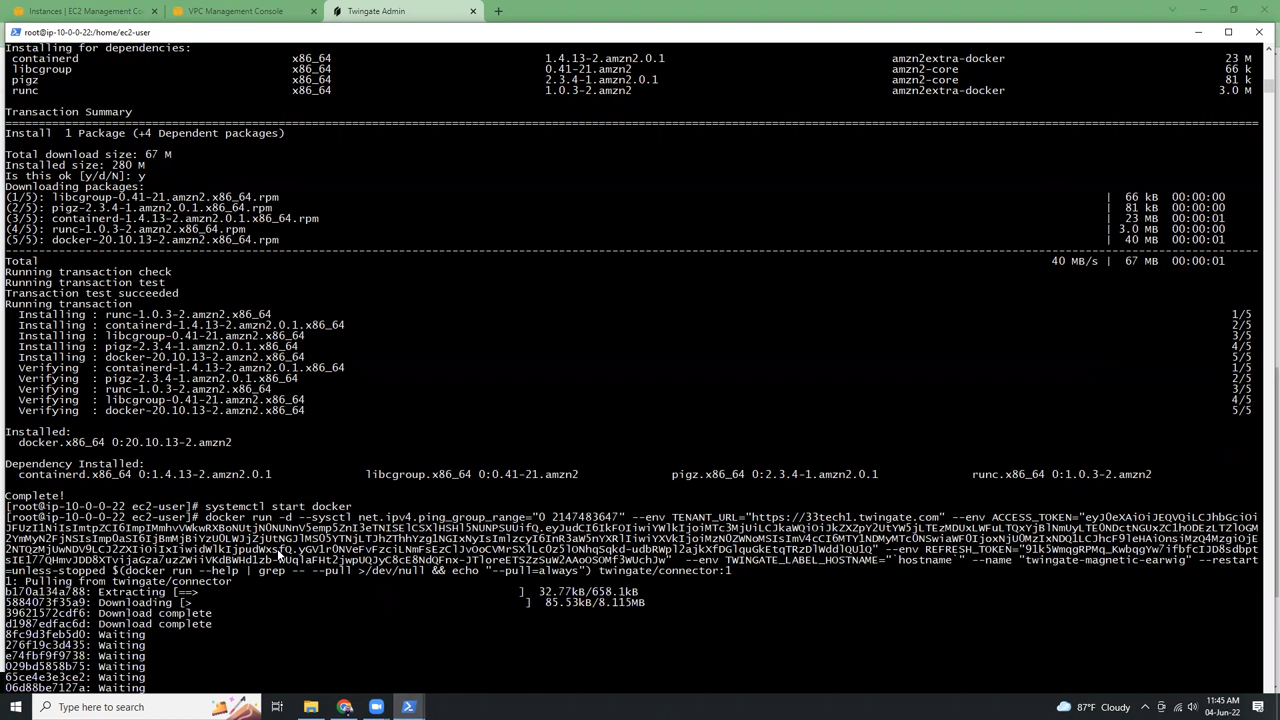 Instances | EC2 Management Co
VPC Management Console
Twingate Admin
root@ip-10-0-0-22:/home/ec2-user
Installing for dependencies:
containerd x86_64 1.4.13-2.amzn2.0.1 amzn2extra-docker 23 M
libcgroup x86_64 0.41-21.amzn2 amzn2-core 66 k
pigz x86_64 2.3.4-1.amzn2.0.1 amzn2-core 81 k
runc x86_64 1.0.3-2.amzn2 amzn2extra-docker 3.0 M
Transaction Summary
Install 1 Package (+4 Dependent packages)
Total download size: 67 M
Installed size: 280 M
Is this ok [y/d/N]: y
Downloading packages:
(1/5): libcgroup-0.41-21.amzn2.x86_64.rpm | 66 kB 00:00:00
(2/5): pigz-2.3.4-1.amzn2.0.1.x86_64.rpm | 81 kB 00:00:00
(3/5): containerd-1.4.13-2.amzn2.0.1.x86_64.rpm | 23 MB 00:00:01
(4/5): runc-1.0.3-2.amzn2.x86_64.rpm | 3.0 MB 00:00:00
(5/5): docker-20.10.13-2.amzn2.x86_64.rpm | 40 MB 00:00:01
Total 40 MB/s | 67 MB 00:00:01
Running transaction check
Running transaction test
Transaction test succeeded
Running transaction
Installing : runc-1.0.3-2.amzn2.x86_64 1/5
Installing : containerd-1.4.13-2.amzn2.0.1.x86_64 2/5
Installing : libcgroup-0.41-21.amzn2.x86_64 3/5
Installing : pigz-2.3.4-1.amzn2.0.1.x86_64 4/5
Installing : docker-20.10.13-2.amzn2.x86_64 5/5
Verifying : containerd-1.4.13-2.amzn2.0.1.x86_64 1/5
Verifying : pigz-2.3.4-1.amzn2.0.1.x86_64 2/5
Verifying : runc-1.0.3-2.amzn2.x86_64 3/5
Verifying : libcgroup-0.41-21.amzn2.x86_64 4/5
Verifying : docker-20.10.13-2.amzn2.x86_64 5/5
Installed:
docker.x86_64 0:20.10.13-2.amzn2
Dependency Installed:
containerd.x86_64 0:1.4.13-2.amzn2.0.1 libcgroup.x86_64 0:0.41-21.amzn2 pigz.x86_64 0:2.3.4-1.amzn2.0.1 runc.x86_64 0:1.0.3-2.amzn2
Complete!
[root@ip-10-0-0-22 ec2-user]# systemctl start docker
[root@ip-10-0-0-22 ec2-user]# docker run -d --sysctl net.ipv4.ping_group_range="0 2147483647" --env TENANT_URL="https://33tech1.twingate.com" --env ACCESS_TOKEN="
--env REFRESH_TOKEN="
--env TWINGATE_LABEL_HOSTNAME="`hostname`" --name "twingate-magnetic-earwig" --restart
=unless-stopped $(docker run --help | grep -- --pull >/dev/null && echo "--pull=always") twingate/connector:1
1: Pulling from twingate/connector
b170a134a788: Extracting [==> ] 32.77kB/658.1kB
5884073f35a9: Downloading [> ] 85.53kB/8.115MB
39621572cdf6: Download complete
d1987edfac6d: Download complete
8fc9d3feb5d0: Waiting
276f19c3d435: Waiting
e74fbf9f9738: Waiting
029bd5858b75: Waiting
65ce4e3e3ce2: Waiting
06d88be7127a: Waiting
Type here to search
87°F Cloudy
11:45 AM
04-Jun-22